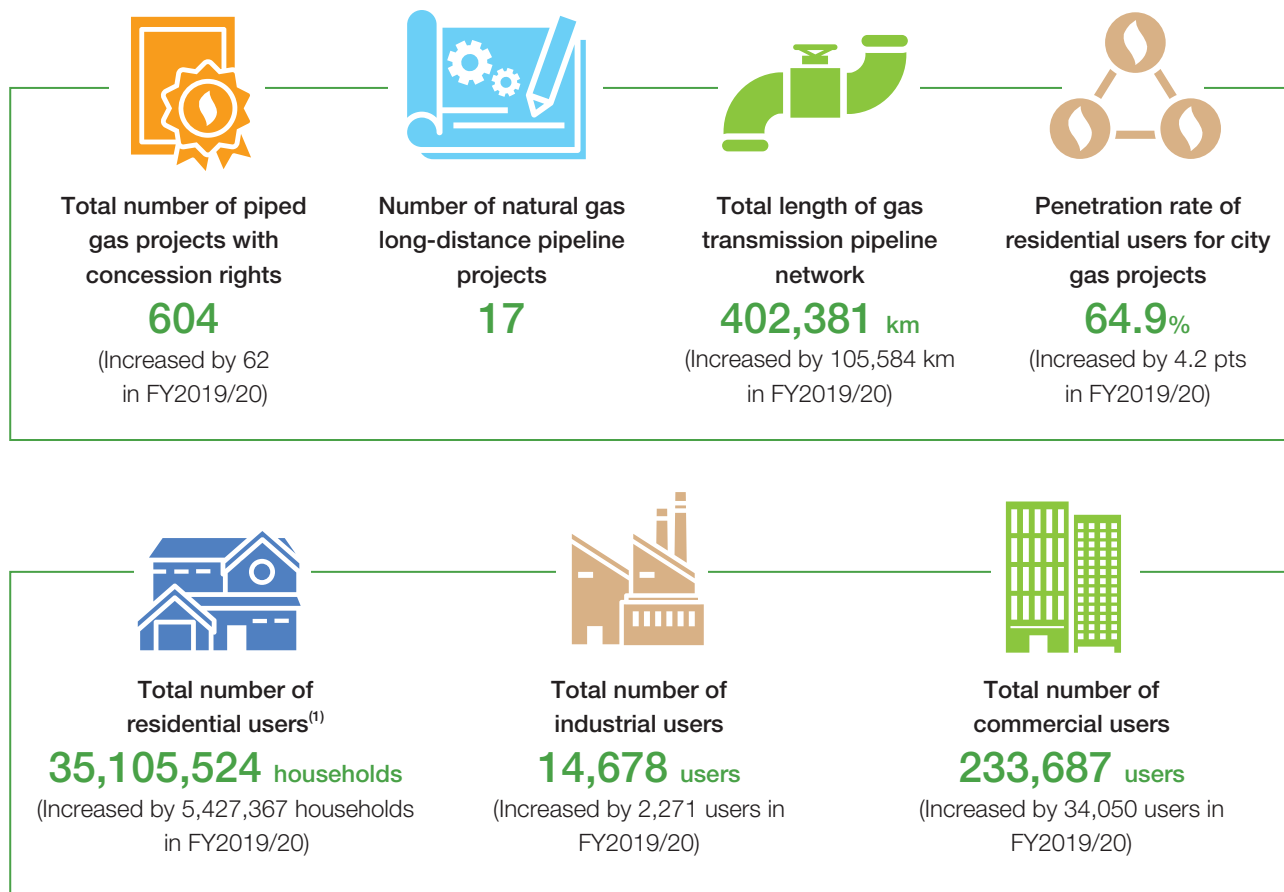 Total number of piped
gas projects with
concession rights
604
(Increased by 62
in FY2019/20)
Number of natural gas
long-distance pipeline
projects
17
Total length of gas
transmission pipeline
network
402,381 km
(Increased by 105,584 km
in FY2019/20)
Penetration rate of
residential users for city
gas projects
64.9%
(Increased by 4.2 pts
in FY2019/20)
Total number of
residential users(1)
35,105,524 households
(Increased by 5,427,367 households
in FY2019/20)
Total number of
industrial users
14,678 users
(Increased by 2,271 users in
FY2019/20)
Total number of
commercial users
233,687 users
(Increased by 34,050 users in
FY2019/20)